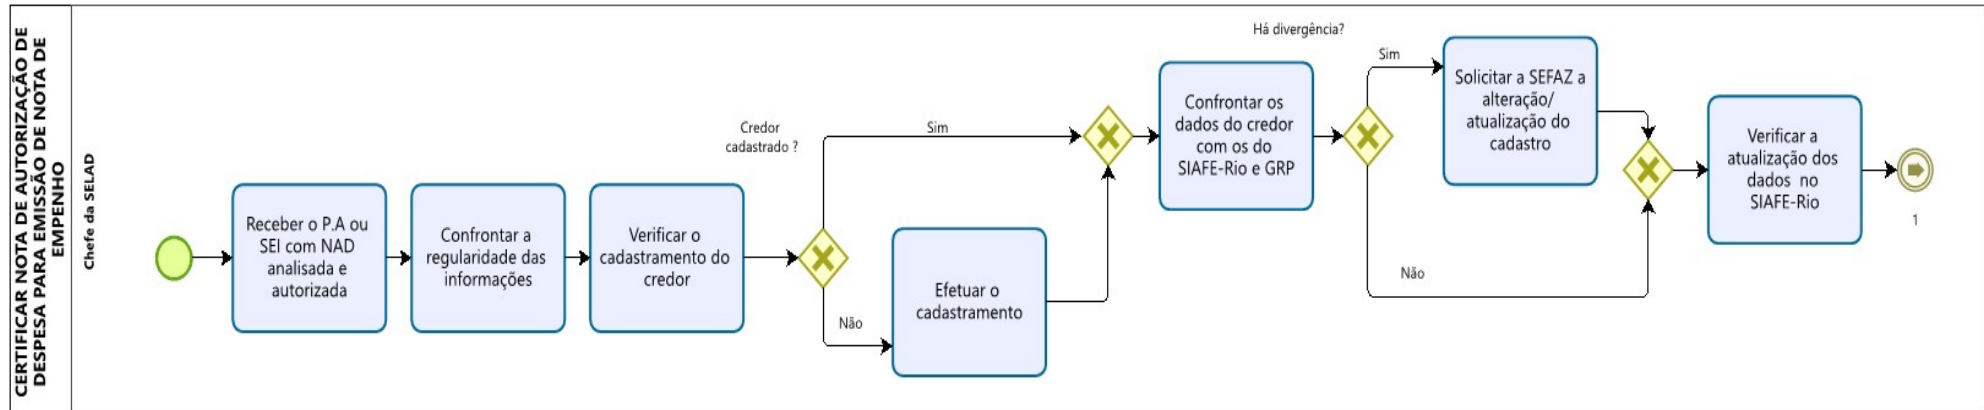 CERTIFICAR NOTA DE AUTORIZAÇÃO DE
DESPESA PARA EMISSÃO DE NOTA DE
EMPENHO
Chefe da SELAD
Receber o P.A ou
SEI com NAD
analisada e
autorizada
Confrontar a
regularidade das
informações
Verificar o
cadastramento do
credor
Credor
cadastrado ?
Sim
Não
Efetuar o
cadastramento
Confrontar os
dados do credor
com os do
SIAFE-Rio e GRP
Há divergência?
Sim
Não
Solicitar a SEFAZ a
alteração/
atualização do
cadastro
Verificar a
atualização dos
dados no
SIAFE-Rio
1